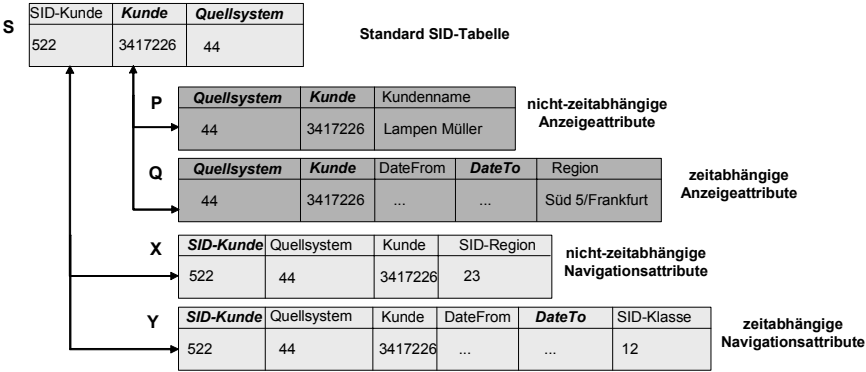 S
SID-Kunde Kunde Quellsystem
522 3417226 44
Standard SID-Tabelle
P
Quellsystem Kunde Kundenname
44 3417226 Lampen Müller
nicht-zeitabhängige
Anzeigeattribute
Q
Quellsystem Kunde DateFrom DateTo Region
44 3417226 ... ... Süd 5/Frankfurt
zeitabhängige
Anzeigeattribute
X
SID-Kunde Quellsystem Kunde SID-Region
522 44 3417226 23
nicht-zeitabhängige
Navigationsattribute
Y
SID-Kunde Quellsystem Kunde DateFrom DateTo SID-Klasse
522 44 3417226 ... ... 12
zeitabhängige
Navigationsattribute